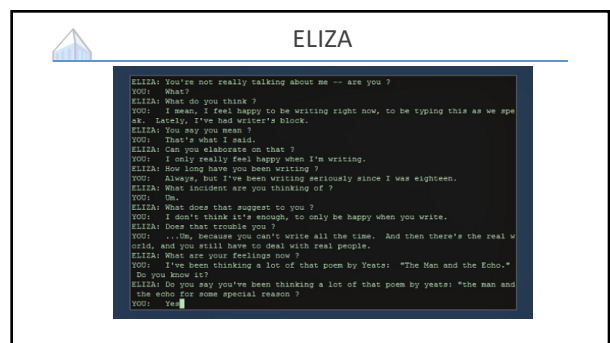 ELIZA
ELIZA: You're not really talking about me -- are you ?
YOU: What?
ELIZA: What do you think ?
YOU: I mean, I feel happy to be writing right now, to be typing this as we spe
ak. Lately, I've had writer's block.
ELIZA: You say you mean ?
YOU: That's what I said.
ELIZA: Can you elaborate on that ?
YOU: I only really feel happy when I'm writing.
ELIZA: How long have you been writing ?
YOU: Always, but I've been writing seriously since I was eighteen.
ELIZA: What incident are you thinking of ?
YOU: Um.
ELIZA: What does that suggest to you ?
YOU: I don't think it's enough, to only be happy when you write.
ELIZA: Does that trouble you ?
YOU: ...Um, because you can't write all the time. And then there's the real w
orld, and you still have to deal with real people.
ELIZA: What are your feelings now ?
YOU: I've been thinking a lot of that poem by Yeats: "The Man and the Echo."
Do you know it?
ELIZA: Do you say you've been thinking a lot of that poem by yeats: "the man and
the echo for some special reason ?
YOU: Yes